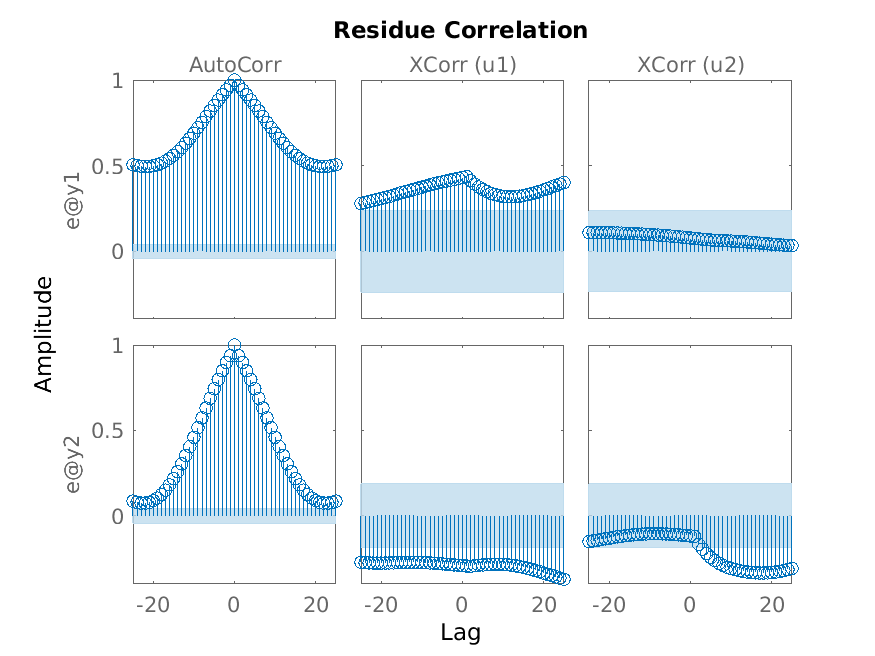 Residue Correlation
AutoCorr XCorr (u1) XCorr (u2)
1
0.5
0
e@y1
1
0.5
0
e@y2
Amplitude
-20 0 20 -20 0 20 -20 0 20
Lag